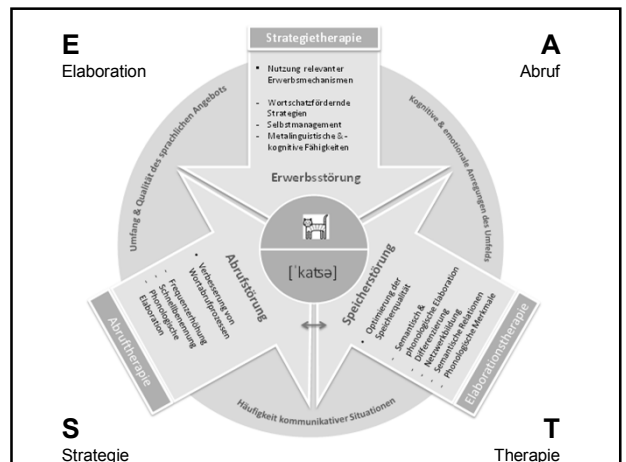 E
Elaboration
A
Abruf
Strategietherapie
• Nutzung relevanter
Erwerbsmechanismen
- Wortschatzfördernde
Strategien
- Selbstmanagement
- Metalinguistische & -
kognitive Fähigkeiten
Erwerbsstörung
Umfang & Qualität des sprachlichen Angebots
Kognitive & emotionale Anregungen des Umfelds
[ˈkatsə]
Abrufstörung
• Verbesserung von
Wortabrufprozessen
- Frequenzerhöhung
- Schnellbenennung
- Phonologische
Elaboration
Abruftherapie
Speicherstörung
• Optimierung der
Speicherqualität
- Semantisch &
phonologische Elaboration
- Differenzierung
- Netzwerkbildung
- Semantische Relationen
- Phonologische Merkmale
Elaborationstherapie
Häufigkeit kommunikativer Situationen
S
Strategie
T
Therapie